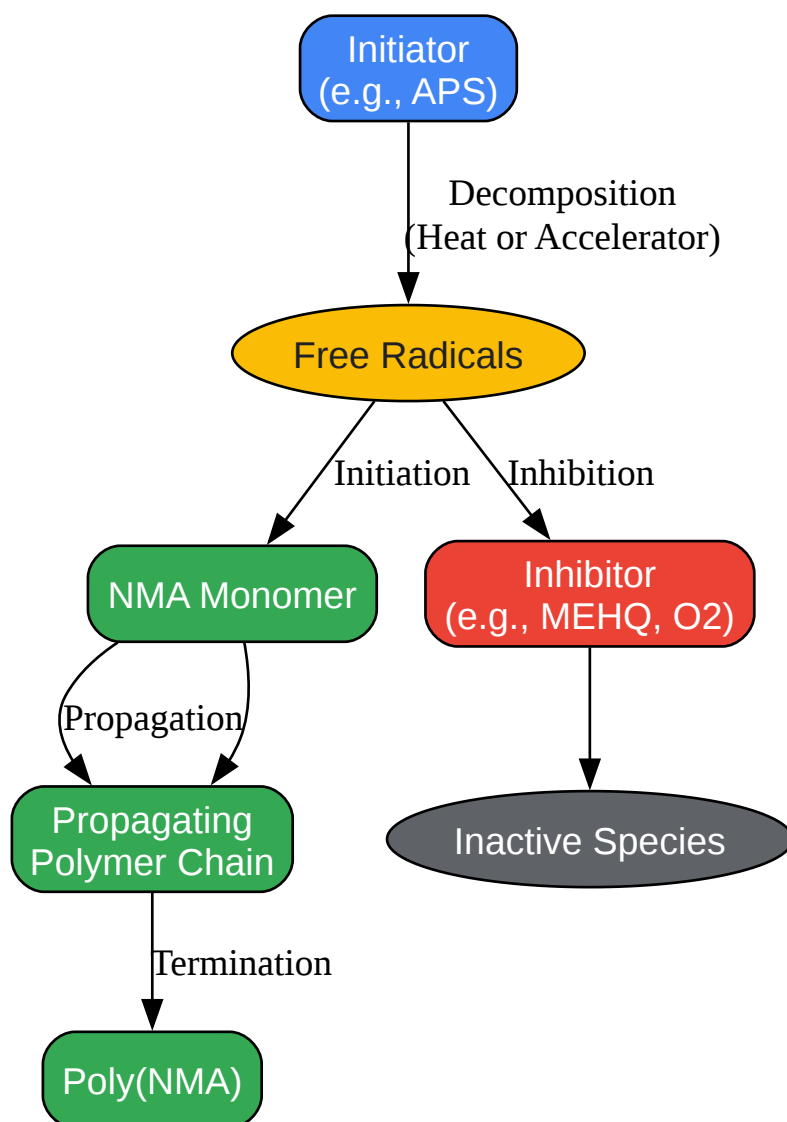 Initiator
(e.g., APS)
Decomposition
(Heat or Accelerator)
Free Radicals
Initiation
Inhibition
NMA Monomer
Inhibitor
(e.g., MEHQ, O2)
Propagation
Propagating
Polymer Chain
Inactive Species
Termination
Poly(NMA)